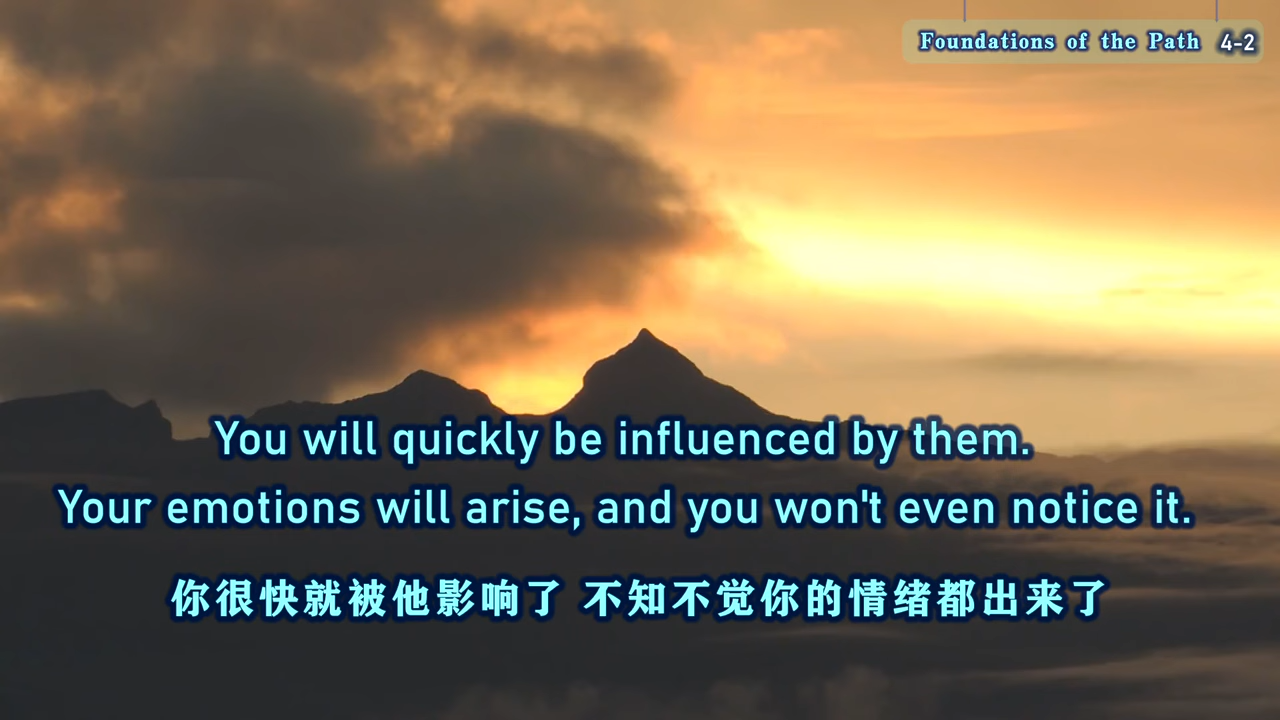 Foundations of the Path 4-2
You will quickly be influenced by them.
Your emotions will arise, and you won't even notice it.
你很快就被他影响了 不知不觉你的情绪都出来了